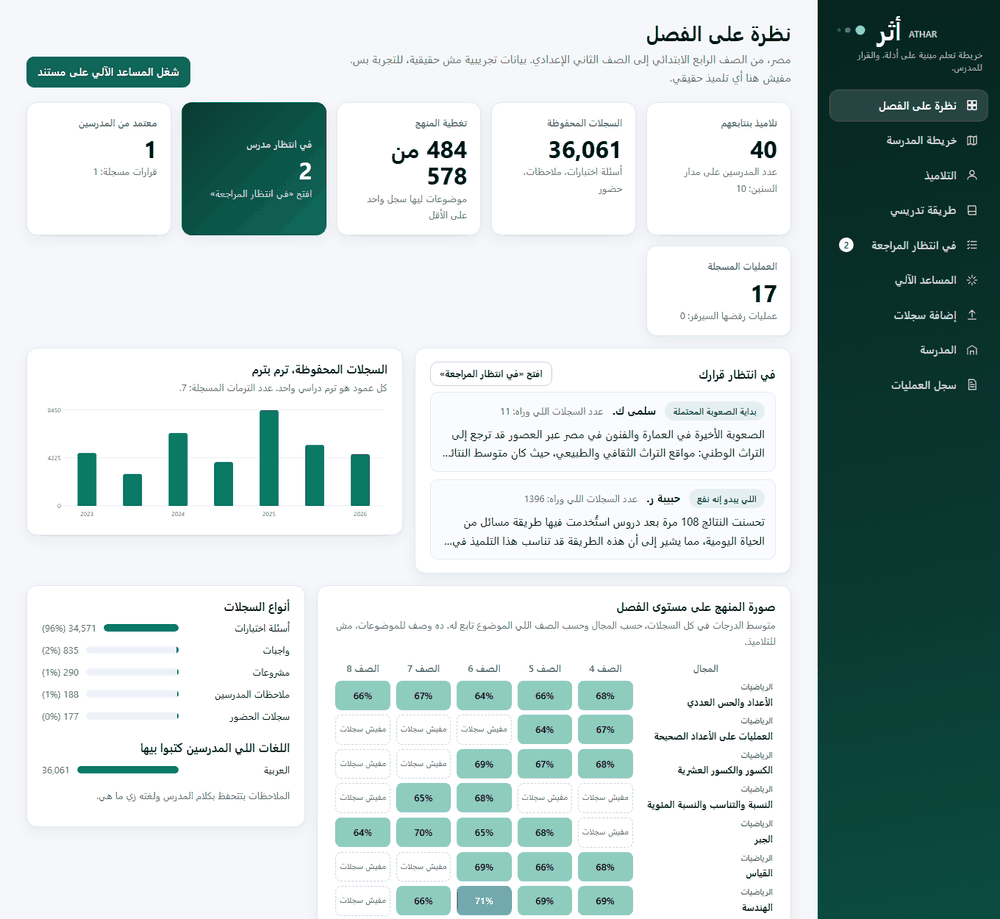 أثر ATHAR
خريطة تعلم مبنية على أدلة، والقرار
للمدرس.
نظرة على الفصل
خريطة المدرسة
التلاميذ
طريقة تدريسي
في انتظار المراجعة 2
المساعد الآلي
إضافة سجلات
المدرسة
سجل العمليات
نظرة على الفصل
مصر، من الصف الرابع الابتدائي إلى الصف الثاني الإعدادي. بيانات تجريبية مش حقيقية، للتجربة بس.
مفيش هنا أي تلميذ حقيقي.
شغل المساعد الآلي على مستند
تلاميذ بنتابعهم
40
عدد المدرسين على مدار
السنين: 10
السجلات المحفوظة
36,061
أسئلة اختبارات، ملاحظات،
حضور
تغطية المنهج
484 من
578
موضوعات ليها سجل واحد
على الأقل
في انتظار مدرس
2
افتح «في انتظار المراجعة»
معتمد من المدرسين
1
قرارات مسجلة: 1
العمليات المسجلة
17
عمليات رفضها السيرفر: 0
في انتظار قرارك
افتح «في انتظار المراجعة»
بداية الصعوبة المحتملة سلمى ك. عدد السجلات اللي وراه: 11
الصعوبة الأخيرة في العمارة والفنون في مصر عبر العصور قد ترجع إلى
التراث الوطني: مواقع التراث الثقافي والطبيعي، حيث كان متوسط النتائ...
اللي يبدو إنه نفع حبيبة ر. عدد السجلات اللي وراه: 1396
تحسنت النتائج 108 مرة بعد دروس استُخدمت فيها طريقة مسائل من
الحياة اليومية، مما يشير إلى أن هذه الطريقة قد تناسب هذا التلميذ في...
السجلات المحفوظة، ترم بترم
كل عمود هو ترم دراسي واحد. عدد الترمات المسجلة: 7.
8450
4225
0
2023 2024 2025 2026
صورة المنهج على مستوى الفصل
متوسط الدرجات في كل السجلات، حسب المجال وحسب الصف اللي الموضوع تابع له. ده وصف للموضوعات، مش
للتلاميذ.
المجال الصف 4 الصف 5 الصف 6 الصف 7 الصف 8
الرياضيات
الأعداد والحس العددي 68% 66% 64% 67% 66%
الرياضيات
العمليات على الأعداد الصحيحة 67% 64% مفيش سجلات مفيش سجلات مفيش سجلات
الرياضيات
الكسور والكسور العشرية 68% 67% 69% مفيش سجلات مفيش سجلات
الرياضيات
النسبة والتناسب والنسبة المئوية مفيش سجلات مفيش سجلات 68% 65% مفيش سجلات
الرياضيات
الجبر مفيش سجلات 68% 65% 70% 64%
الرياضيات
القياس 68% 66% 69% مفيش سجلات مفيش سجلات
الرياضيات
الهندسة 69% 69% 71% 66% مفيش سجلات
أنواع السجلات
أسئلة اختبارات 34,571 (96%)
واجبات 835 (2%)
مشروعات 290 (1%)
ملاحظات المدرسين 188 (1%)
سجلات الحضور 177 (0%)
اللغات اللي المدرسين كتبوا بيها
العربية 36,061
الملاحظات بتتحفظ بكلام المدرس ولغته زي ما هي.